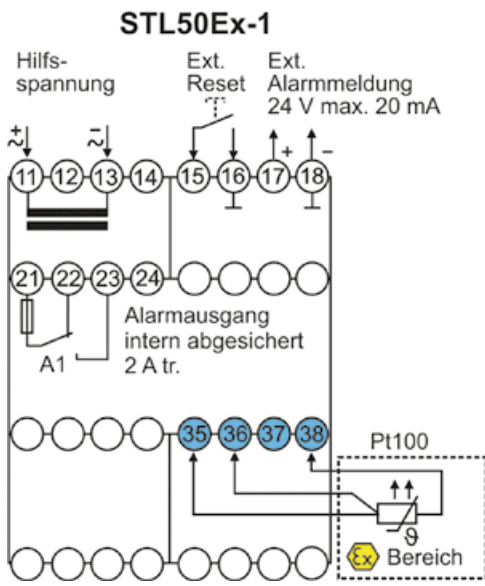 STL50Ex-1
Hilfs-
spannung
Ext.
Reset
Ext.
Alarmmeldung
24 V max. 20 mA
≂+
≂–
+
–
11 12 13 14 15 16 17 18
21 22 23 24
A1
Alarmausgang
intern abgesichert
2 A tr.
35 36 37 38
Pt100
ϑ
Ex Bereich